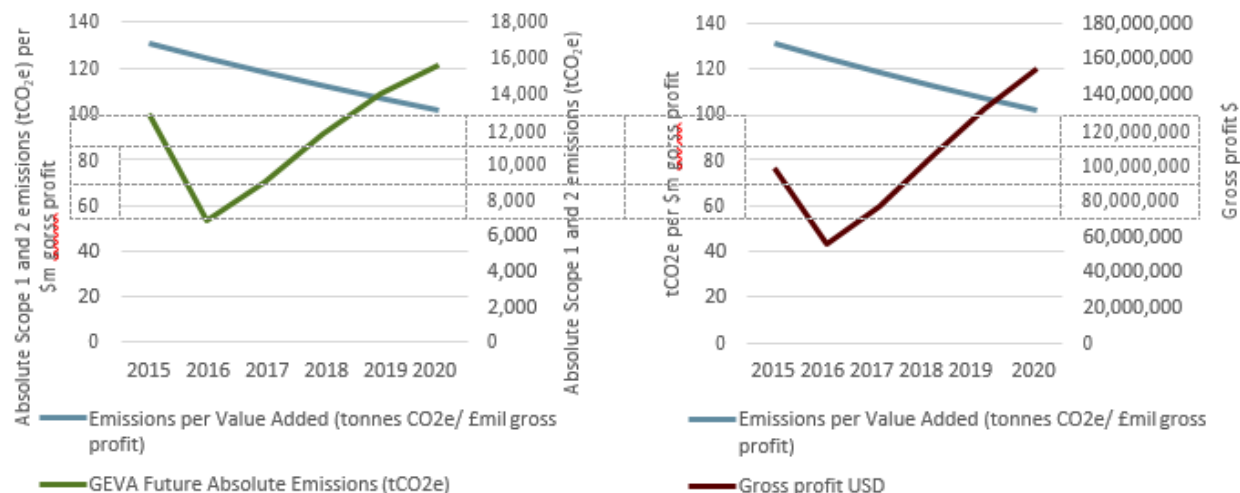 Absolute Scope 1 and 2 emissions (tCO₂e) per
$m gorss profit
140
120
100
80
60
40
20
0
18,000
16,000
14,000
12,000
10,000
8,000
6,000
4,000
2,000
0
Absolute Scope 1 and 2 emissions (tCO₂e)
2015 2016 2017 2018 2019 2020
Emissions per Value Added (tonnes CO2e/ £mil gross
profit)
GEVA Future Absolute Emissions (tCO2e)
tCO2e per $m gorss profit
140
120
100
80
60
40
20
0
180,000,000
160,000,000
140,000,000
120,000,000
100,000,000
80,000,000
60,000,000
40,000,000
20,000,000
0
Gross profit $
2015 2016 2017 2018 2019 2020
Emissions per Value Added (tonnes CO2e/ £mil gross
profit)
Gross profit USD